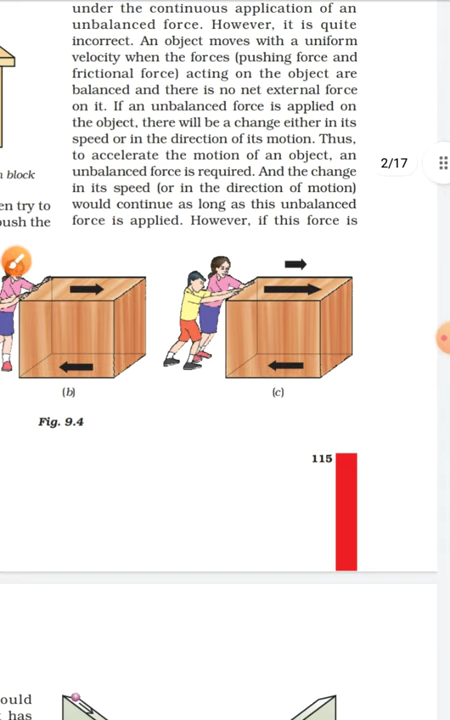 under the continuous application of an
unbalanced force. However, it is quite
incorrect. An object moves with a uniform
velocity when the forces (pushing force and
frictional force) acting on the object are
balanced and there is no net external force
on it. If an unbalanced force is applied on
the object, there will be a change either in its
speed or in the direction of its motion. Thus,
to accelerate the motion of an object, an
unbalanced force is required. And the change
in its speed (or in the direction of motion)
would continue as long as this unbalanced
force is applied. However, if this force is
2/17
block
en try to
oush the
(b)
(c)
Fig. 9.4
115
ould
has